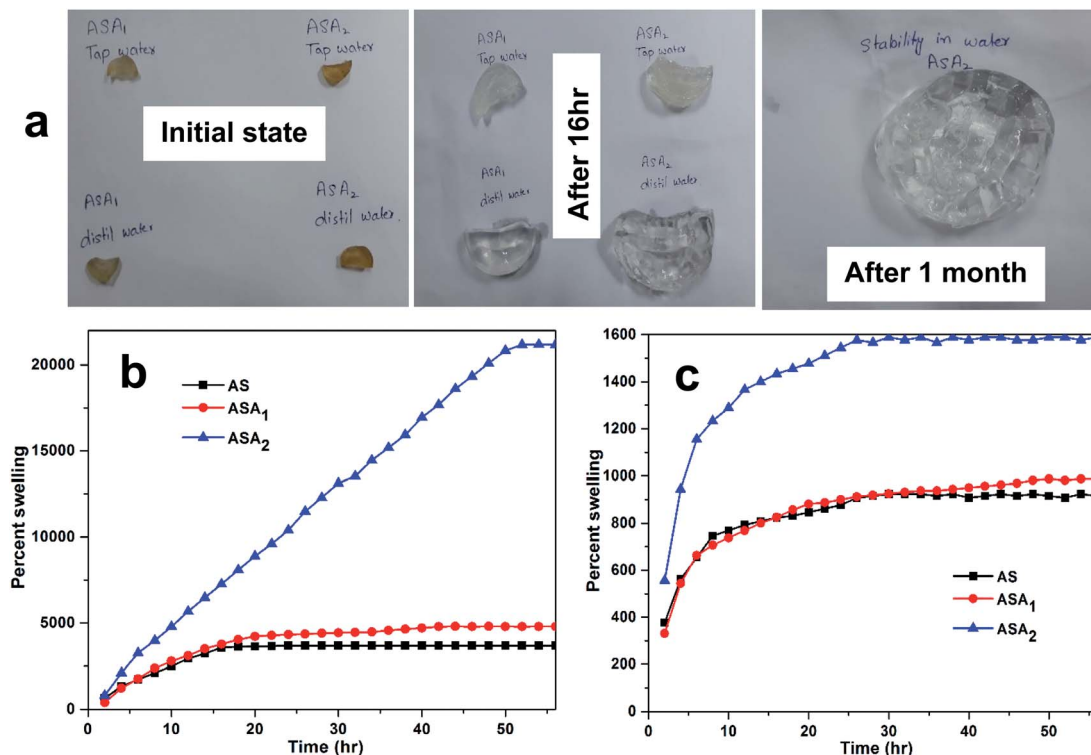 a
ASA₁
Tap water
ASA₂
Tap water
Initial state
ASA₁
distil water
ASA₂
distil water.
ASA₁
Tap water
ASA₂
Tap water
After 16hr
ASA₁
distil water
ASA₂
distil water
Stability in water
ASA₂
After 1 month
b
Percent swelling
20000
15000
10000
5000
0
AS
ASA₁
ASA₂
0 10 20 30 40 50
Time (hr)
c
Percent swelling
1600
1400
1200
1000
800
600
400
200
0
AS
ASA₁
ASA₂
0 10 20 30 40 50
Time (hr)